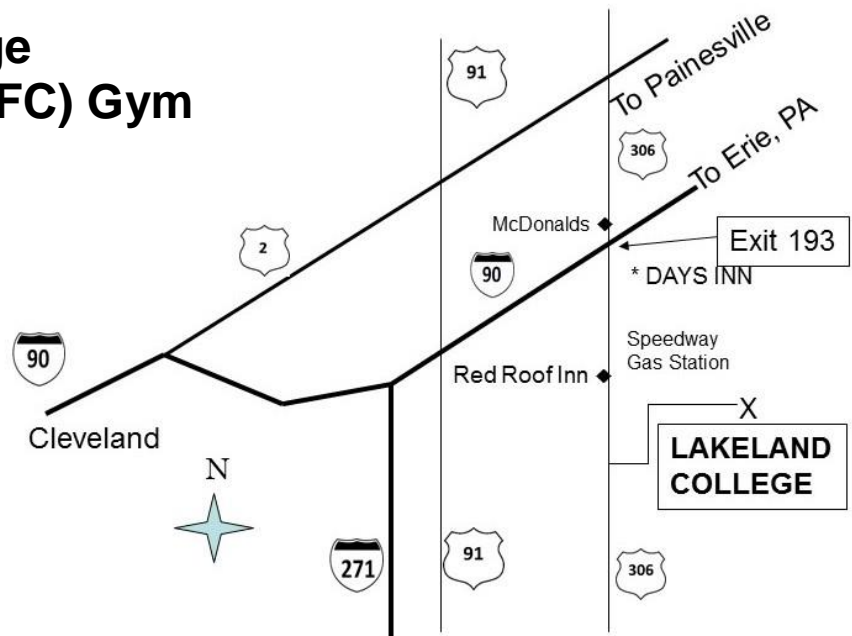 ge
FC) Gym
91
To Painesville
306
To Erie, PA
McDonalds
Exit 193
2
90
* DAYS INN
90
Speedway
Gas Station
Red Roof Inn
X
Cleveland
LAKELAND
COLLEGE
N
271
91
306